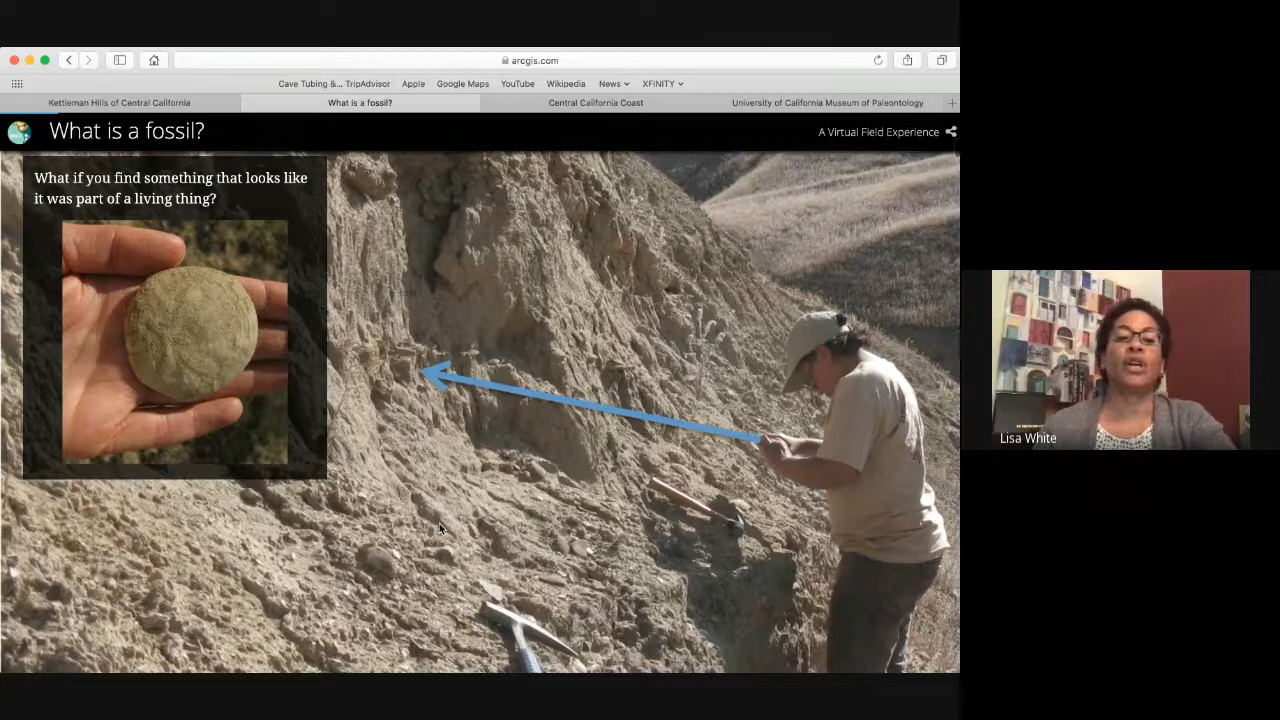 arcgis.com
Cave Tubing &... TripAdvisor Apple Google Maps YouTube Wikipedia News XFINITY
Kettleman Hills of Central California What is a fossil? Central California Coast University of California Museum of Paleontology
What is a fossil?
A Virtual Field Experience
What if you find something that looks like
it was part of a living thing?
Lisa White